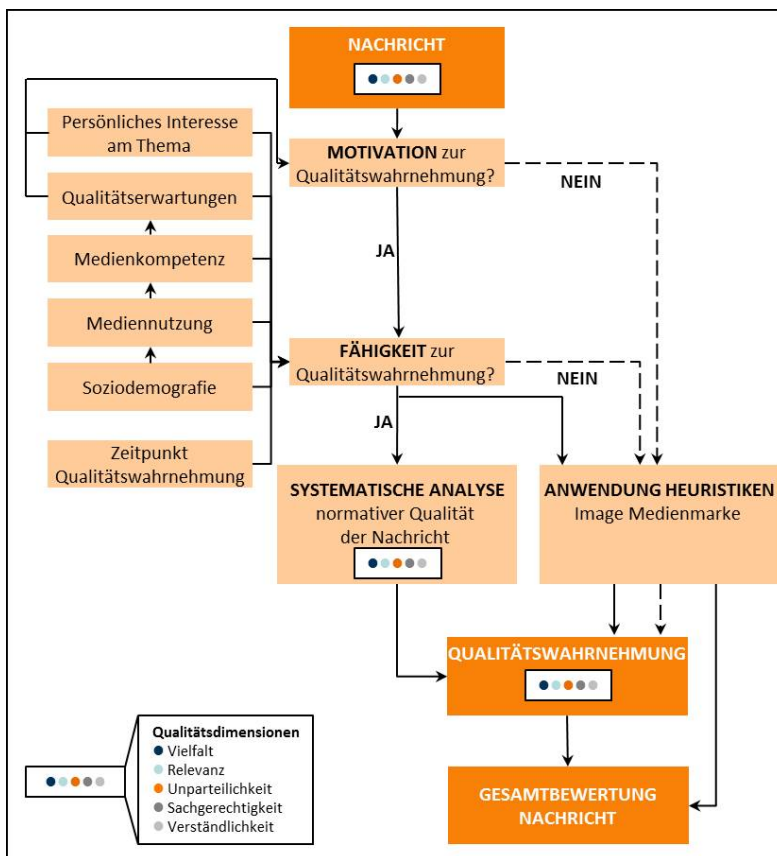 NACHRICHT
Persönliches Interesse
am Thema
MOTIVATION zur
Qualitätswahrnehmung?
NEIN
Qualitätserwartungen
JA
Medienkompetenz
Mediennutzung
FÄHIGKEIT zur
Qualitätswahrnehmung?
NEIN
Soziodemografie
JA
Zeitpunkt
Qualitätswahrnehmung
SYSTEMATISCHE ANALYSE
normativer Qualität
der Nachricht
ANWENDUNG HEURISTIKEN
Image Medienmarke
QUALITÄTSWAHRNEHMUNG
Qualitätsdimensionen
Vielfalt
Relevanz
Unparteilichkeit
Sachgerechtigkeit
Verständlichkeit
GESAMTBEWERTUNG
NACHRICHT